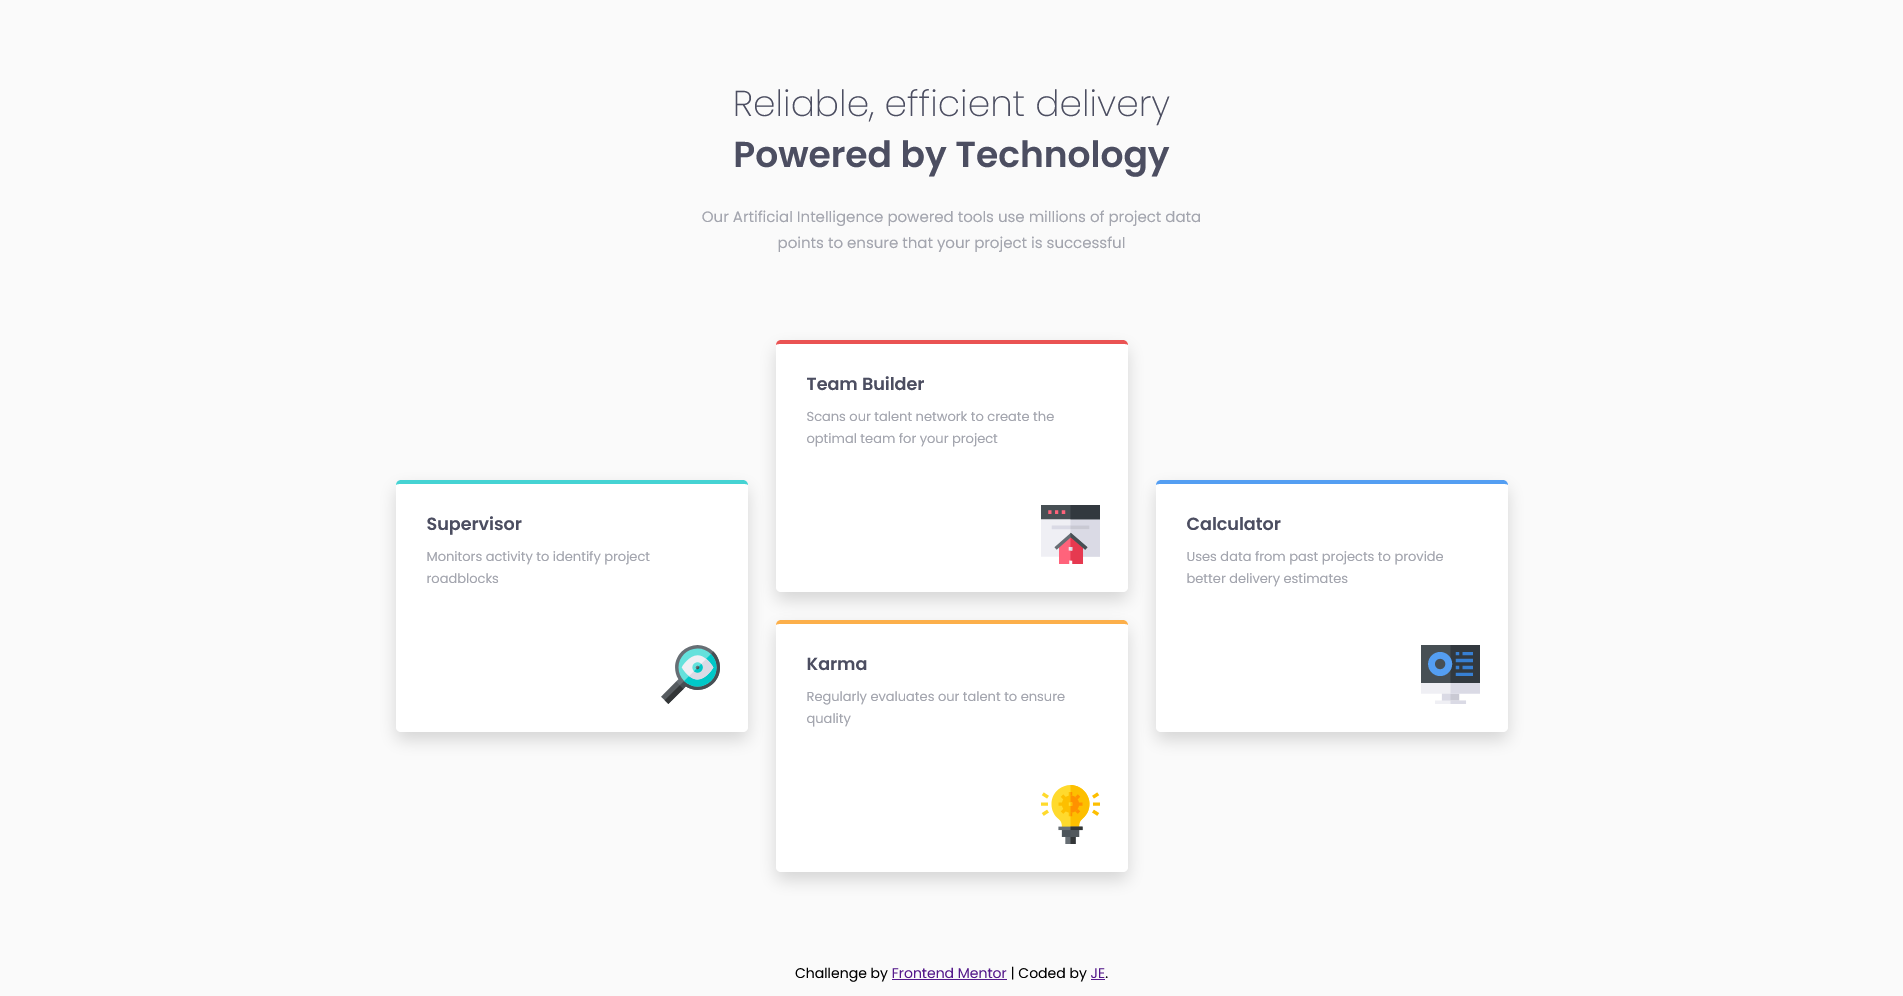 Reliable, efficient delivery
Powered by Technology
Our Artificial Intelligence powered tools use millions of project data
points to ensure that your project is successful
Team Builder
Scans our talent network to create the
optimal team for your project
Supervisor
Monitors activity to identify project
roadblocks
Calculator
Uses data from past projects to provide
better delivery estimates
Karma
Regularly evaluates our talent to ensure
quality
Challenge by Frontend Mentor | Coded by JE.